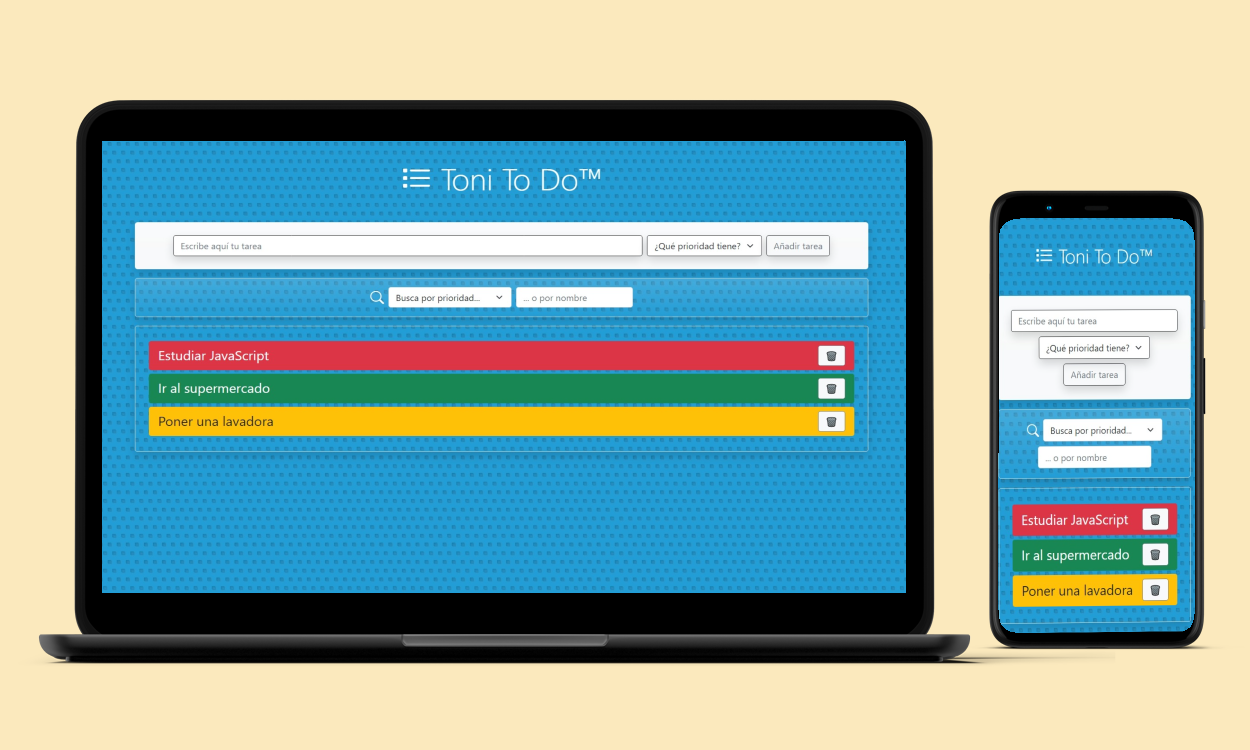 Toni To Do™
Escribe aquí tu tarea
¿Qué prioridad tiene?
Añadir tarea
Busca por prioridad...
... o por nombre
Estudiar JavaScript
Ir al supermercado
Poner una lavadora
Toni To Do™
Escribe aquí tu tarea
¿Qué prioridad tiene?
Añadir tarea
Busca por prioridad...
... o por nombre
Estudiar JavaScript
Ir al supermercado
Poner una lavadora